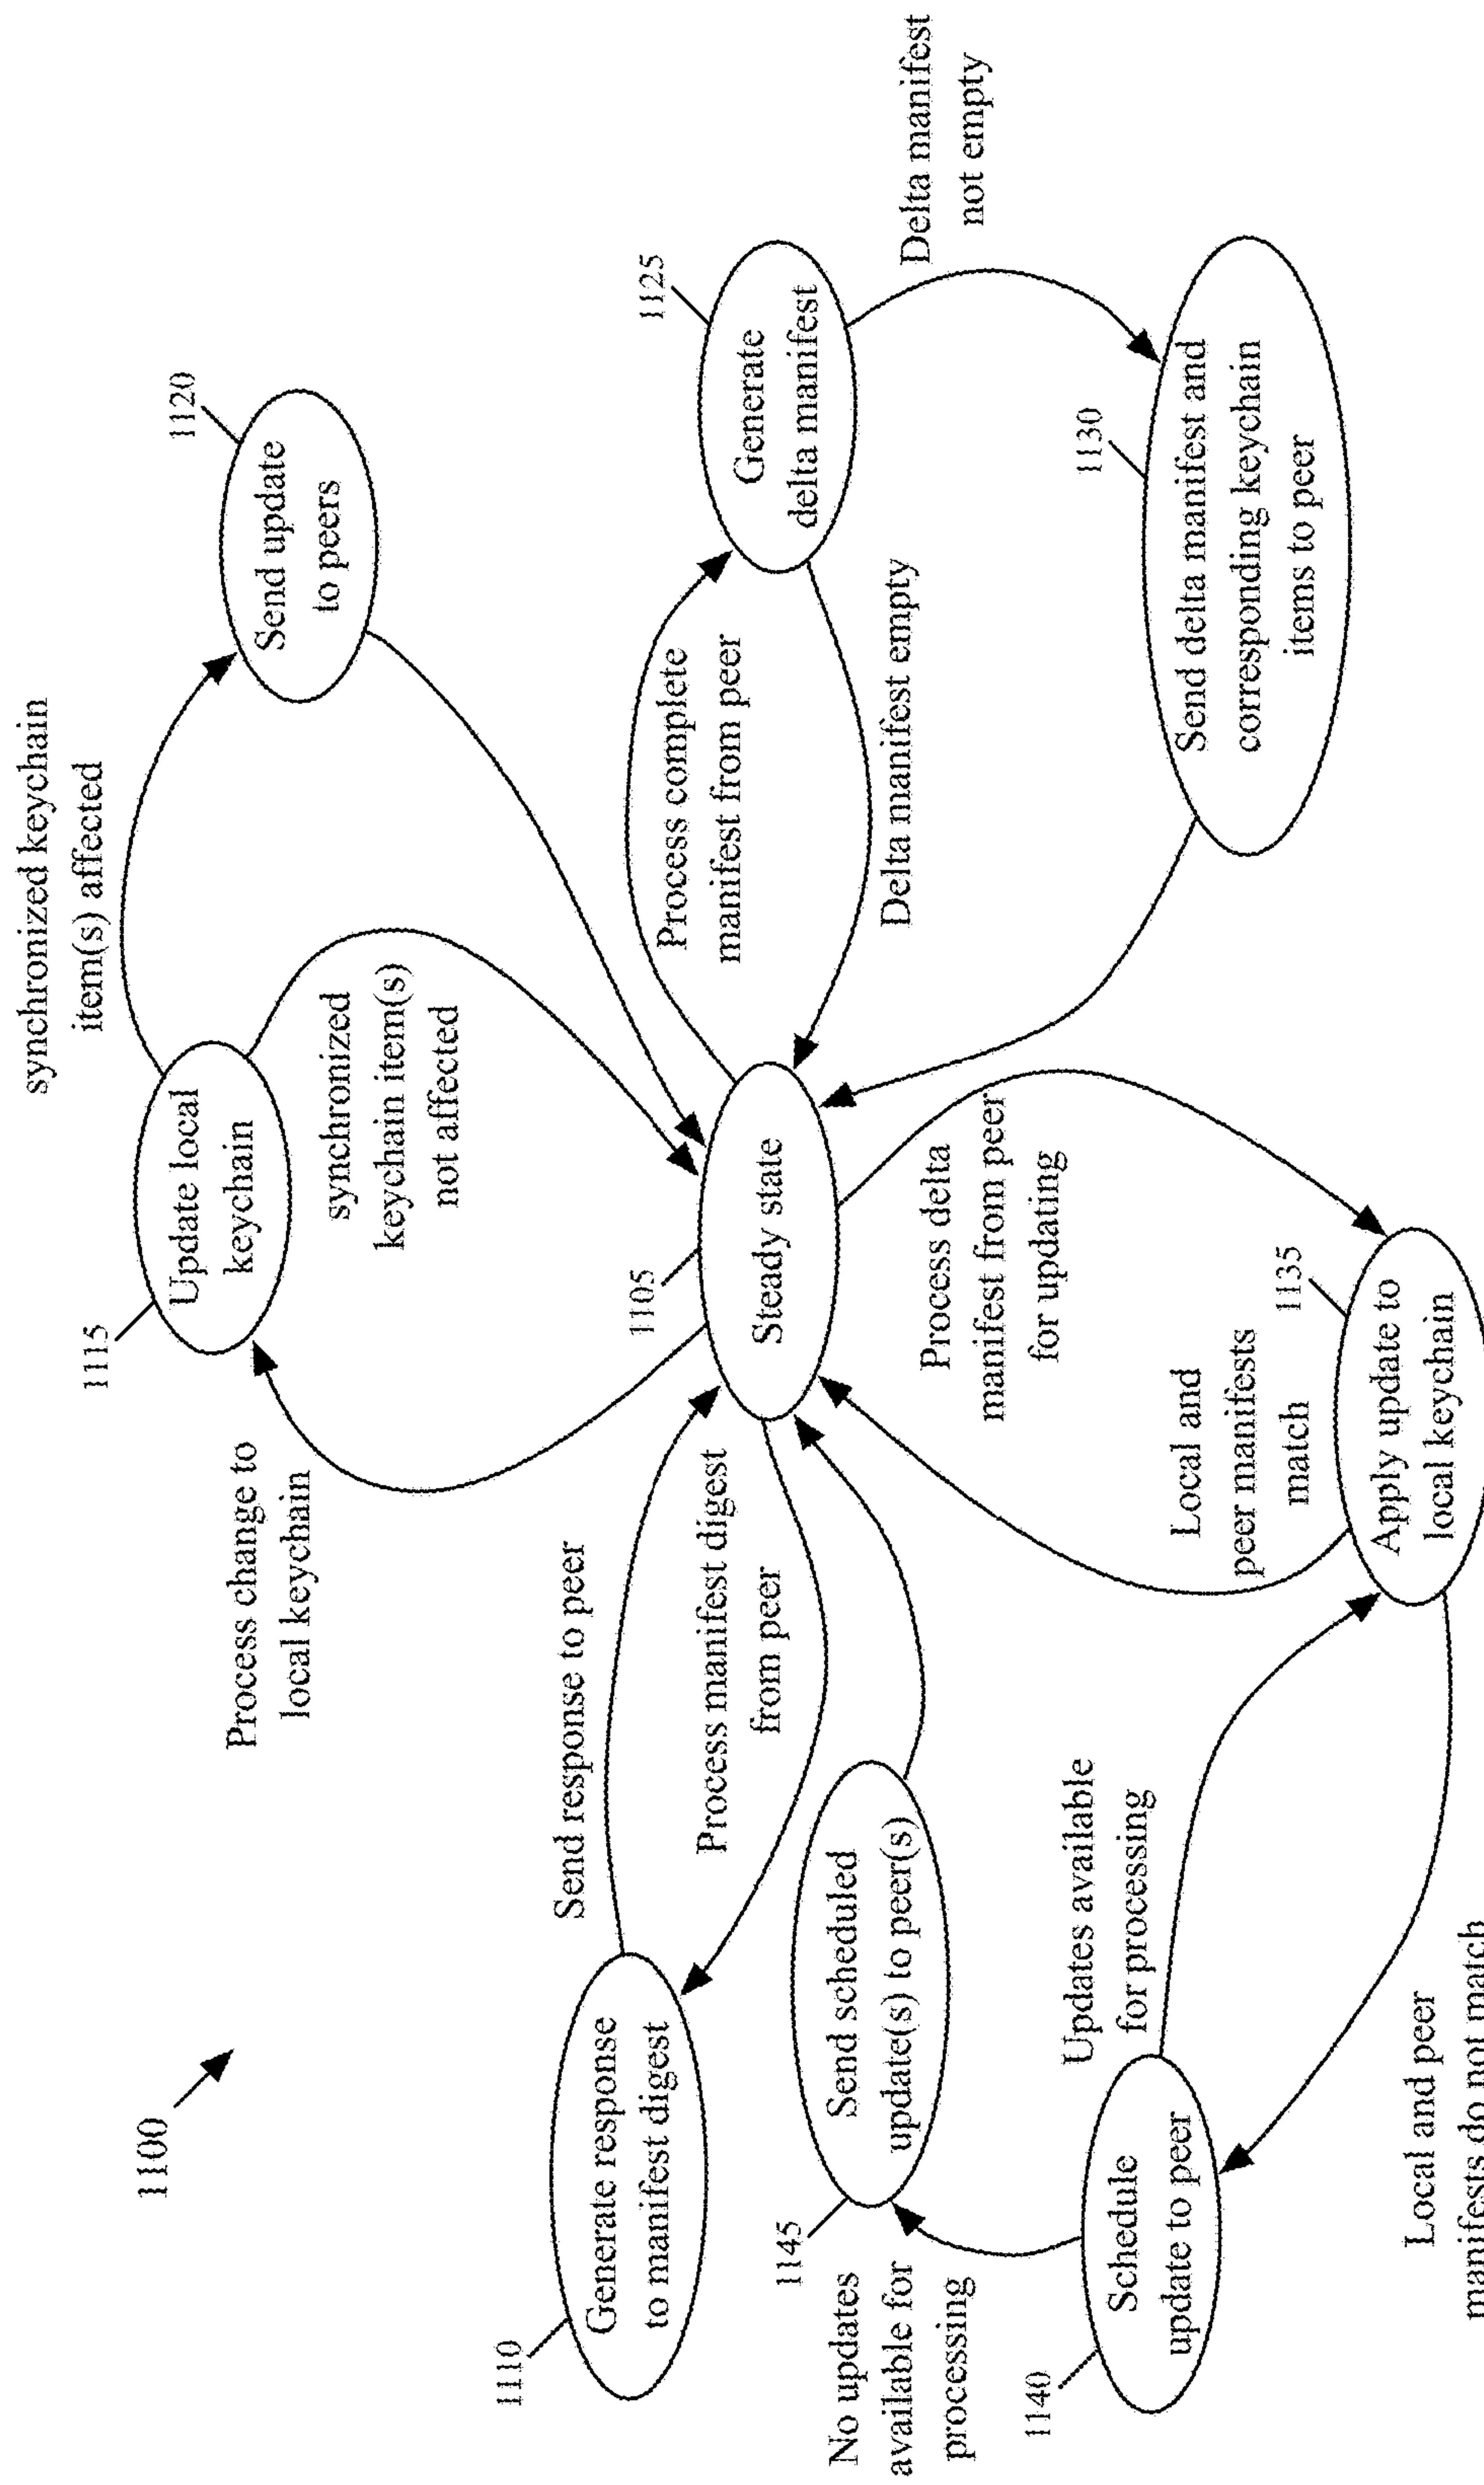 1100
1115
Update local
keychain
synchronized keychain
item(s) affected
1120
Send update
to peers
Process change to
local keychain
synchronized
keychain item(s)
not affected
1110
Generate response
to manifest digest
Send response to peer
Process manifest digest
from peer
1105
Steady state
Process complete
manifest from peer
1125
Generate
delta manifest
Delta manifest empty
Delta manifest
not empty
1145
Send scheduled
update(s) to peer(s)
No updates
available for
processing
1140
Schedule
update to peer
Updates available
for processing
Local and
peer manifests
match
Process delta
manifest from peer
for updating
1130
Send delta manifest and
corresponding keychain
items to peer
1135
Apply update to
local keychain
Local and peer
manifests do not match